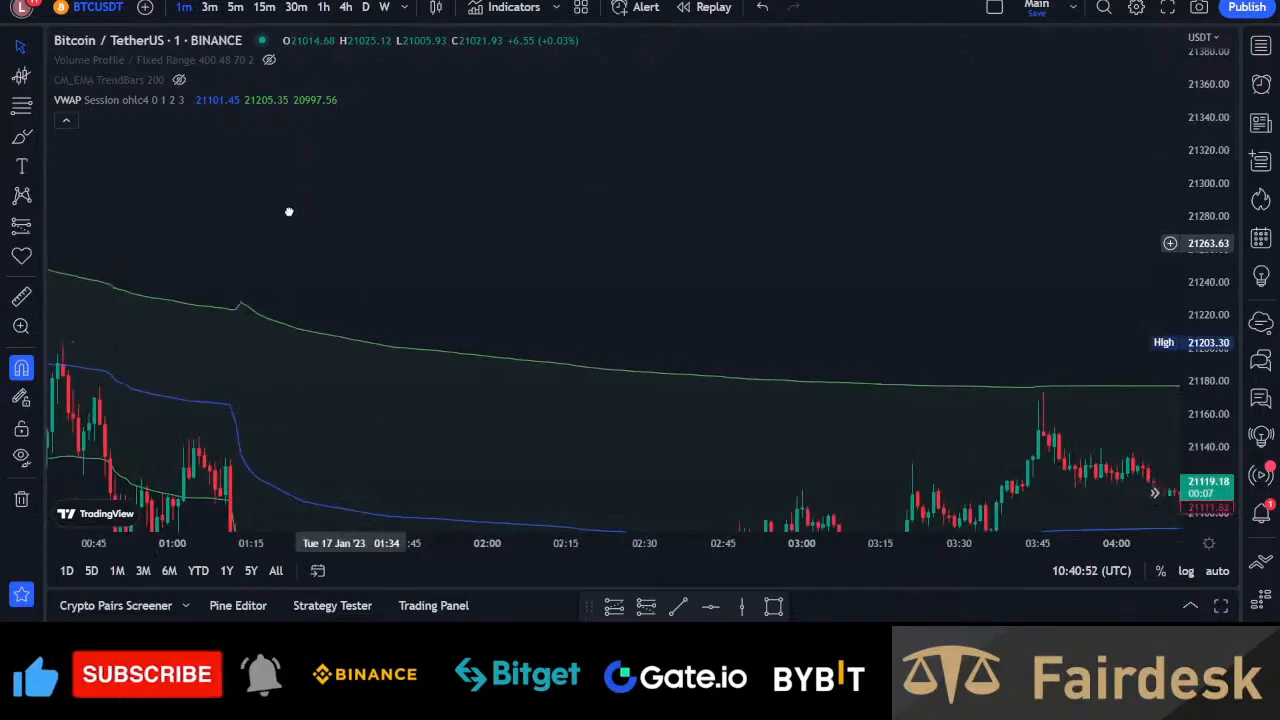 L BTCUSDT 1m 3m 5m 15m 30m 1h 4h D W Indicators Alert Replay Main Save Publish
Bitcoin / TetherUS · 1 · BINANCE O21014.68 H21025.12 L21005.93 C21021.93 +6.55 (+0.03%)
Volume Profile / Fixed Range 400 48 70 2
CM_EMA TrendBars 200
VWAP Session ohlc4 0 1 2 3 21101.45 21205.35 20997.56
USDT
21380.00
21360.00
21340.00
21320.00
21300.00
21280.00
21263.63
21240.00
21220.00
High 21203.30
21180.00
21160.00
21140.00
21119.18
00:07
TradingView
00:45 01:00 01:15 Tue 17 Jan '23 01:34 :45 02:00 02:15 02:30 02:45 03:00 03:15 03:30 03:45 04:00
1D 5D 1M 3M 6M YTD 1Y 5Y All 10:40:52 (UTC) % log auto
Crypto Pairs Screener Pine Editor Strategy Tester Trading Panel
SUBSCRIBE BINANCE Bitget Gate.io BYBIT Fairdesk